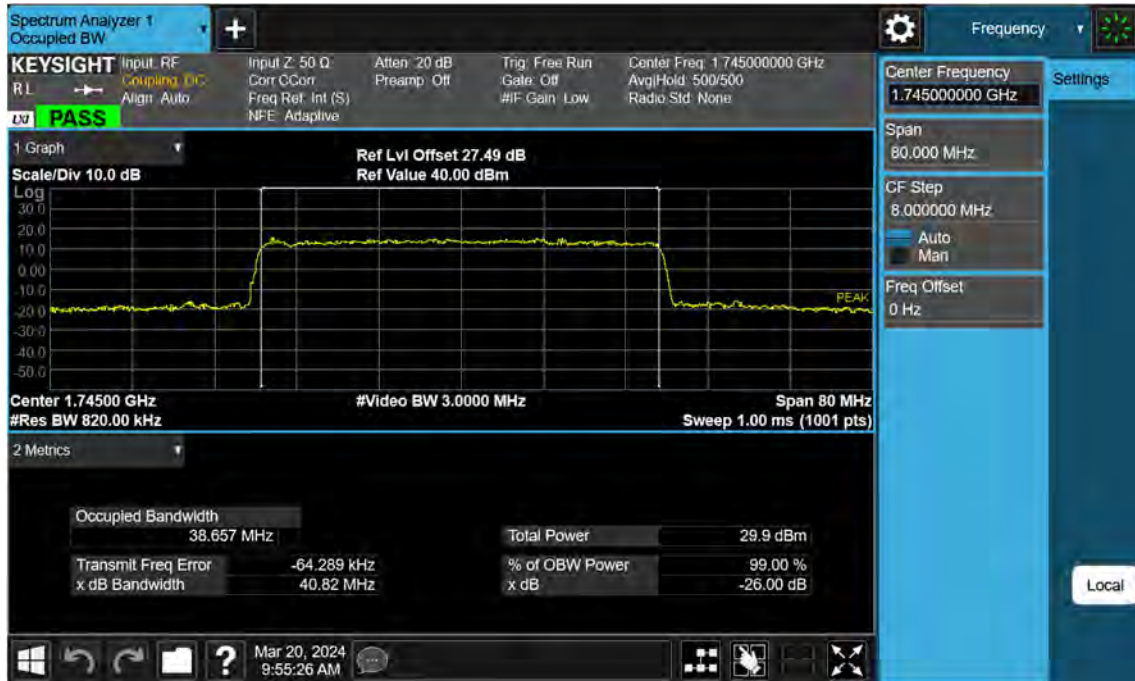 Spectrum Analyzer 1
Occupied BW
Frequency
KEYSIGHT
R L
LXI
PASS
Input: RF
Coupling: DC
Align: Auto
Input Z: 50 Ω
Corr CCorr
Freq Ref: Int (S)
NFE: Adaptive
Atten: 20 dB
Preamp: Off
Trig: Free Run
Gate: Off
#IF Gain: Low
Center Freq: 1.745000000 GHz
Avg|Hold: 500/500
Radio Std: None
Center Frequency
1.745000000 GHz
Settings
Span
80.000 MHz
CF Step
8.000000 MHz
Auto
Man
Freq Offset
0 Hz
Local
1 Graph
Scale/Div 10.0 dB
Ref Lvl Offset 27.49 dB
Ref Value 40.00 dBm
Log
30.0
20.0
10.0
0.00
-10.0
-20.0
-30.0
-40.0
-50.0
PEAK
Center 1.74500 GHz
#Video BW 3.0000 MHz
Span 80 MHz
#Res BW 820.00 kHz
Sweep 1.00 ms (1001 pts)
2 Metrics
Occupied Bandwidth
38.657 MHz
Total Power 29.9 dBm
Transmit Freq Error -64.289 kHz
% of OBW Power 99.00 %
x dB Bandwidth 40.82 MHz
x dB -26.00 dB
?
Mar 20, 2024
9:55:26 AM